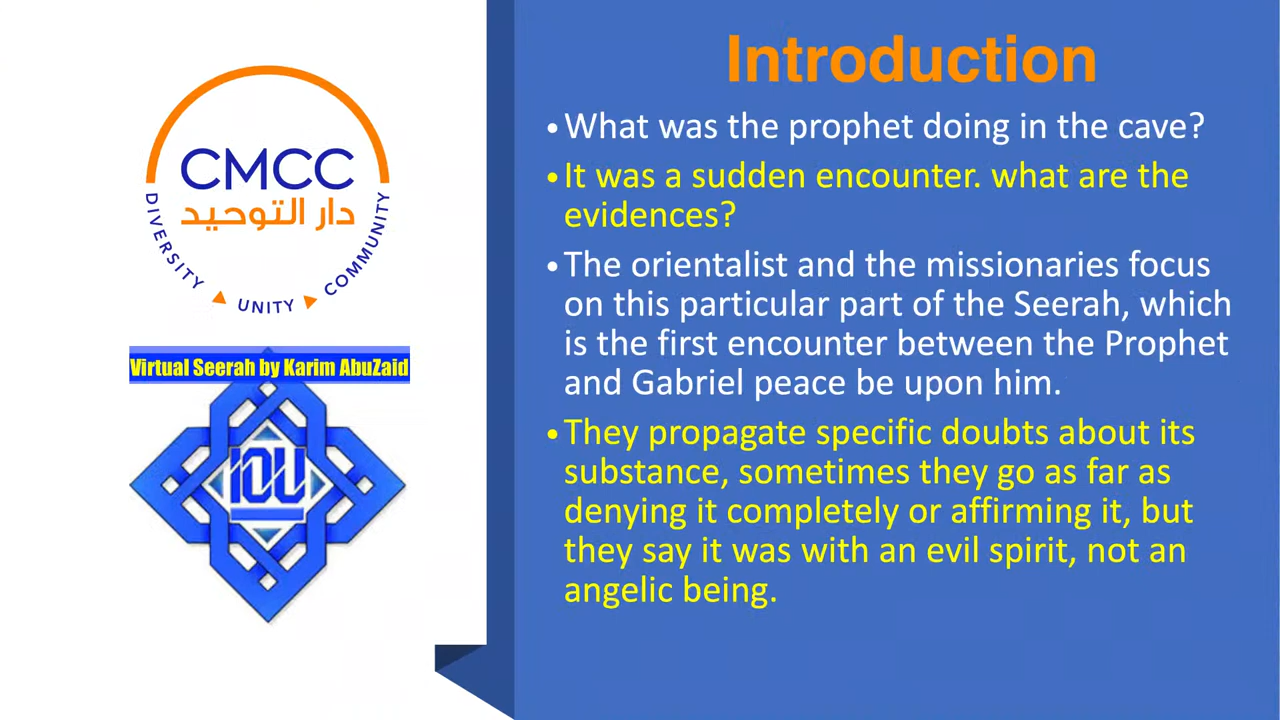 CMCC
دار التوحيد
DIVERSITY
UNITY
COMMUNITY
Virtual Seerah by Karim AbuZaid
IOU
Introduction
•What was the prophet doing in the cave?
•It was a sudden encounter. what are the
evidences?
•The orientalist and the missionaries focus
on this particular part of the Seerah, which
is the first encounter between the Prophet
and Gabriel peace be upon him.
•They propagate specific doubts about its
substance, sometimes they go as far as
denying it completely or affirming it, but
they say it was with an evil spirit, not an
angelic being.